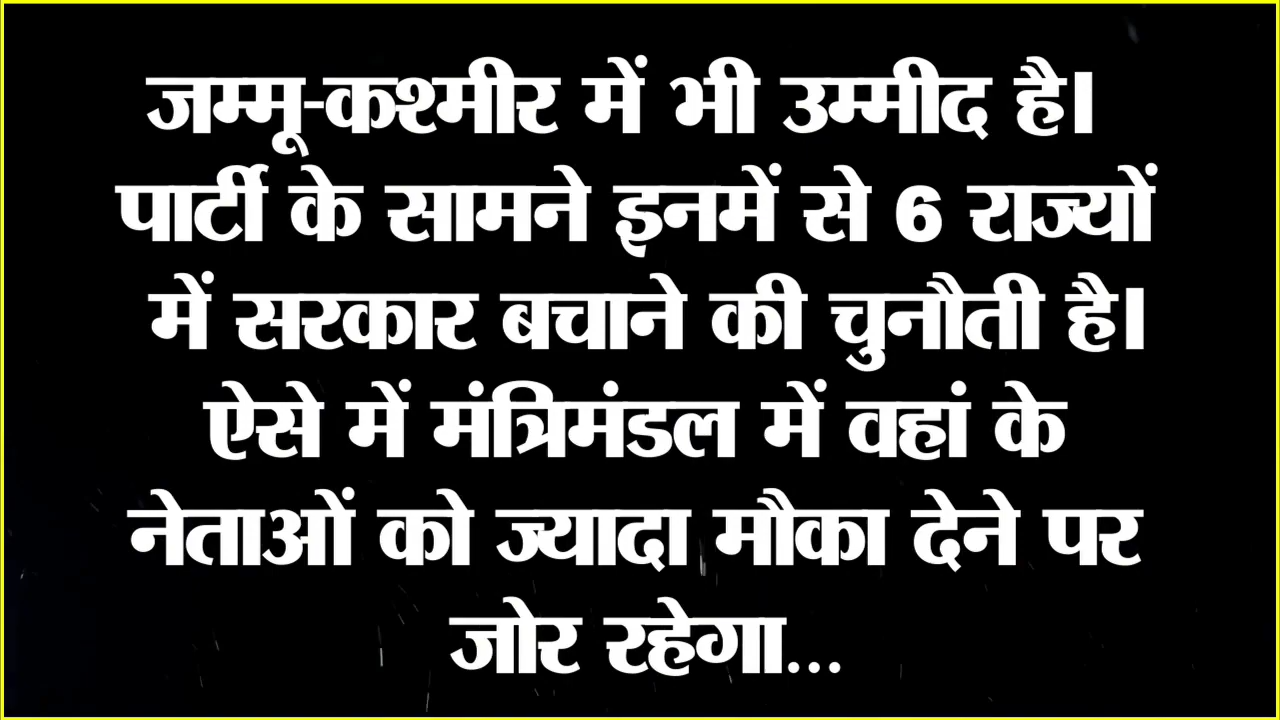 जम्मू-कश्मीर में भी उम्मीद है।
पार्टी के सामने इनमें से 6 राज्यों
में सरकार बचाने की चुनौती है।
ऐसे में मंत्रिमंडल में वहां के
नेताओं को ज्यादा मौका देने पर
जोर रहेगा...